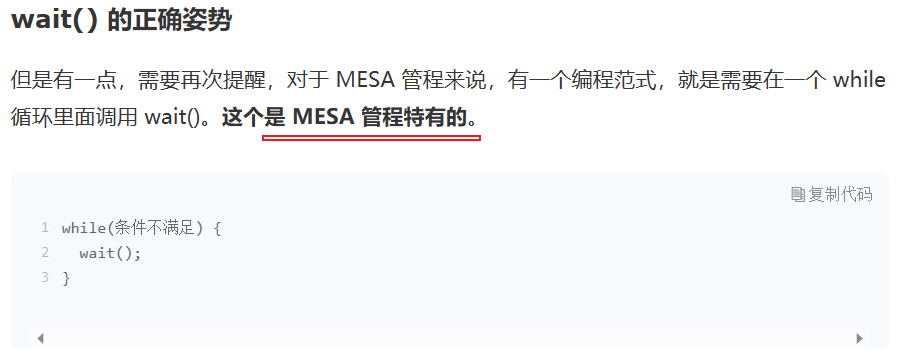 wait() 的正确姿势
但是有一点，需要再次提醒，对于 MESA 管程来说，有一个编程范式，就是需要在一个 while
循环里面调用 wait()。这个是 MESA 管程特有的。
复制代码
1 while(条件不满足) {
2   wait();
3 }